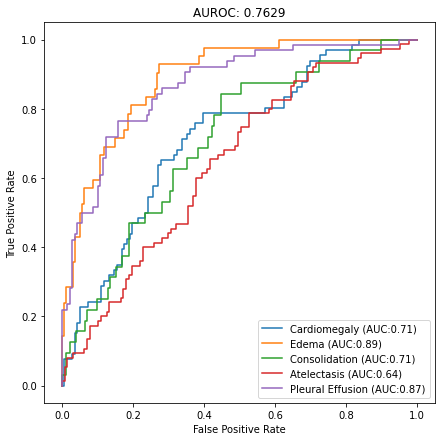 AUROC: 0.7629
True Positive Rate
1.0
0.8
0.6
0.4
0.2
0.0
Cardiomegaly (AUC:0.71)
Edema (AUC:0.89)
Consolidation (AUC:0.71)
Atelectasis (AUC:0.64)
Pleural Effusion (AUC:0.87)
0.0 0.2 0.4 0.6 0.8 1.0
False Positive Rate